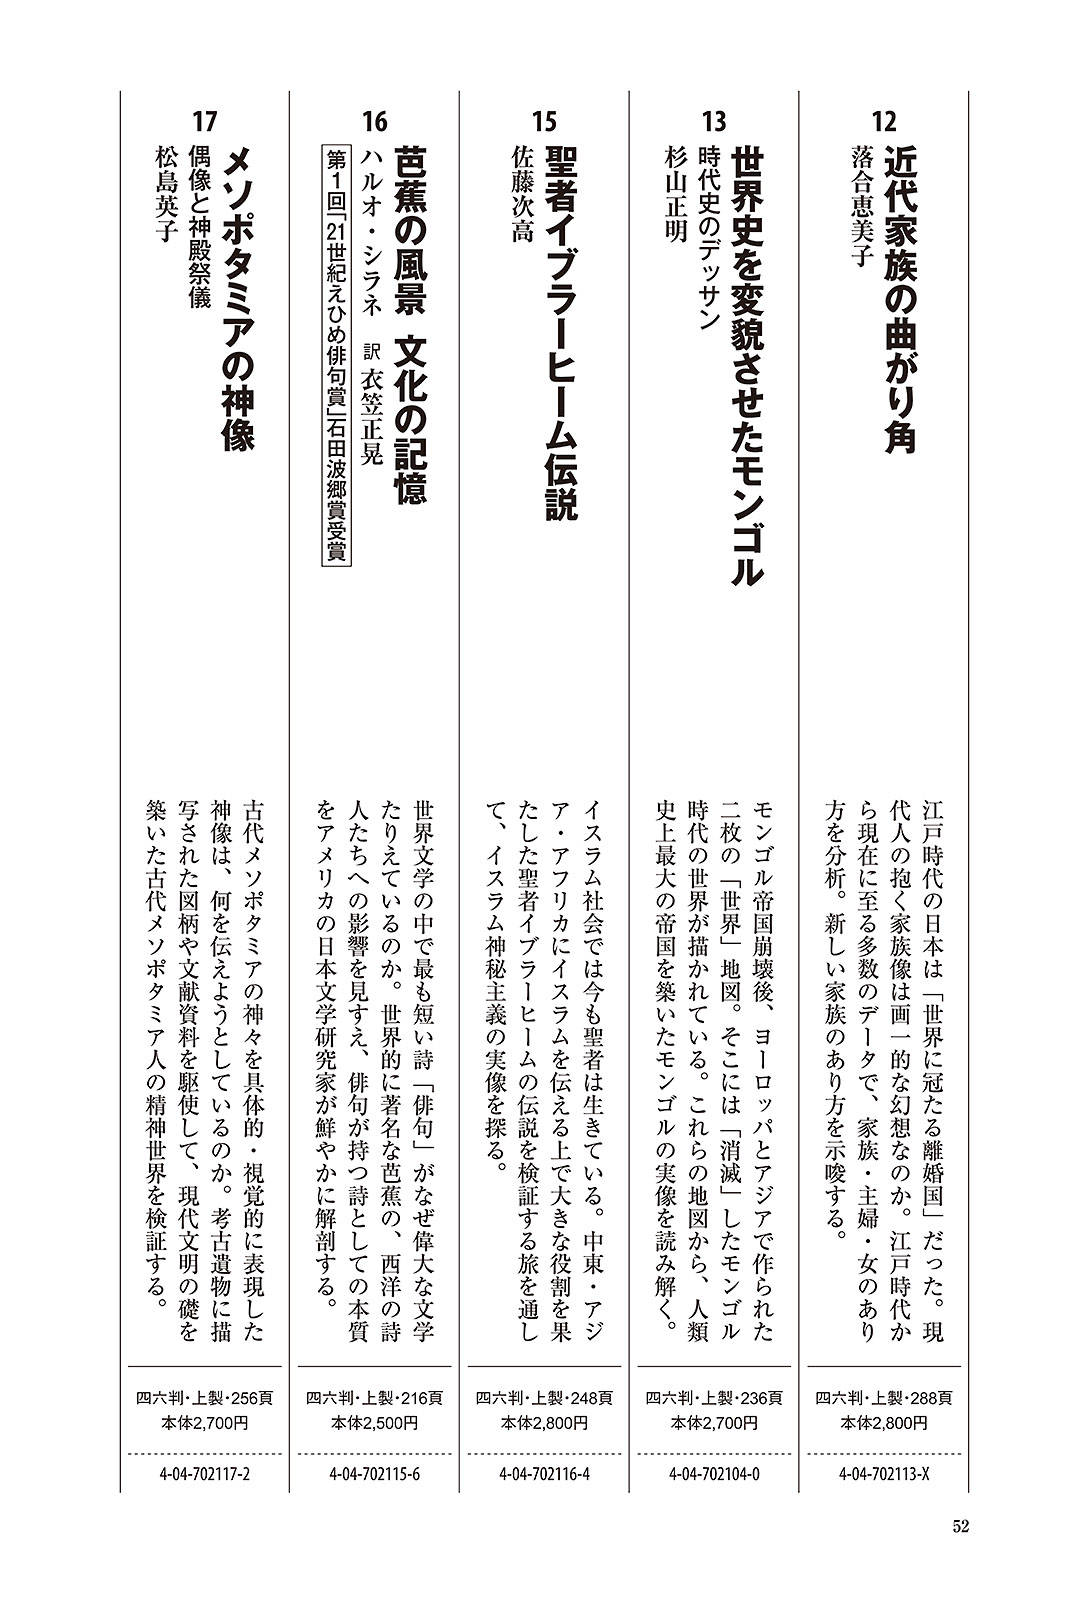 12
近代家族の曲がり角
落合恵美子
江戸時代の日本は「世界に冠たる離婚国」だった。現
代人の抱く家族像は画一的な幻想なのか。江戸時代か
ら現在に至る多数のデータで、家族・主婦・女のあり
方を分析。新しい家族のあり方を示唆する。
四六判・上製・288頁
本体2,800円
4-04-702113-X
13
世界史を変貌させたモンゴル
時代史のデッサン
杉山正明
モンゴル帝国崩壊後、ヨーロッパとアジアで作られた
二枚の「世界」地図。そこには「消滅」したモンゴル
時代の世界が描かれている。これらの地図から、人類
史上最大の帝国を築いたモンゴルの実像を読み解く。
四六判・上製・236頁
本体2,700円
4-04-702104-0
15
聖者イブラーヒーム伝説
佐藤次高
イスラム社会では今も聖者は生きている。中東・アジ
ア・アフリカにイスラムを伝える上で大きな役割を果
たした聖者イブラーヒームの伝説を検証する旅を通し
て、イスラム神秘主義の実像を探る。
四六判・上製・248頁
本体2,800円
4-04-702116-4
16
芭蕉の風景 文化の記憶
ハルオ・シラネ 訳 衣笠正晃
第1回「21世紀えひめ俳句賞」石田波郷賞受賞
世界文学の中で最も短い詩「俳句」がなぜ偉大な文学
たりえているのか。世界的に著名な芭蕉の、西洋の詩
人たちへの影響を見すえ、俳句が持つ詩としての本質
をアメリカの日本文学研究家が鮮やかに解剖する。
四六判・上製・216頁
本体2,500円
4-04-702115-6
17
メソポタミアの神像
偶像と神殿祭儀
松島英子
古代メソポタミアの神々を具体的・視覚的に表現した
神像は、何を伝えようとしているのか。考古遺物に描
写された図柄や文献資料を駆使して、現代文明の礎を
築いた古代メソポタミア人の精神世界を検証する。
四六判・上製・256頁
本体2,700円
4-04-702117-2
52